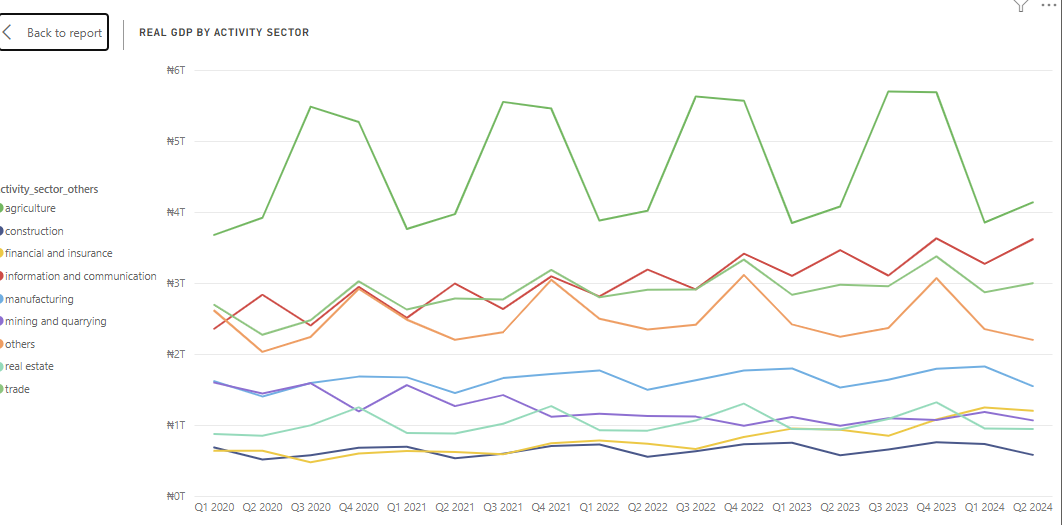 Back to report
REAL GDP BY ACTIVITY SECTOR
₦6T
₦5T
₦4T
₦3T
₦2T
₦1T
₦0T
ctivity_sector_others
agriculture
construction
financial and insurance
information and communication
manufacturing
mining and quarrying
others
real estate
trade
Q1 2020 Q2 2020 Q3 2020 Q4 2020 Q1 2021 Q2 2021 Q3 2021 Q4 2021 Q1 2022 Q2 2022 Q3 2022 Q4 2022 Q1 2023 Q2 2023 Q3 2023 Q4 2023 Q1 2024 Q2 2024